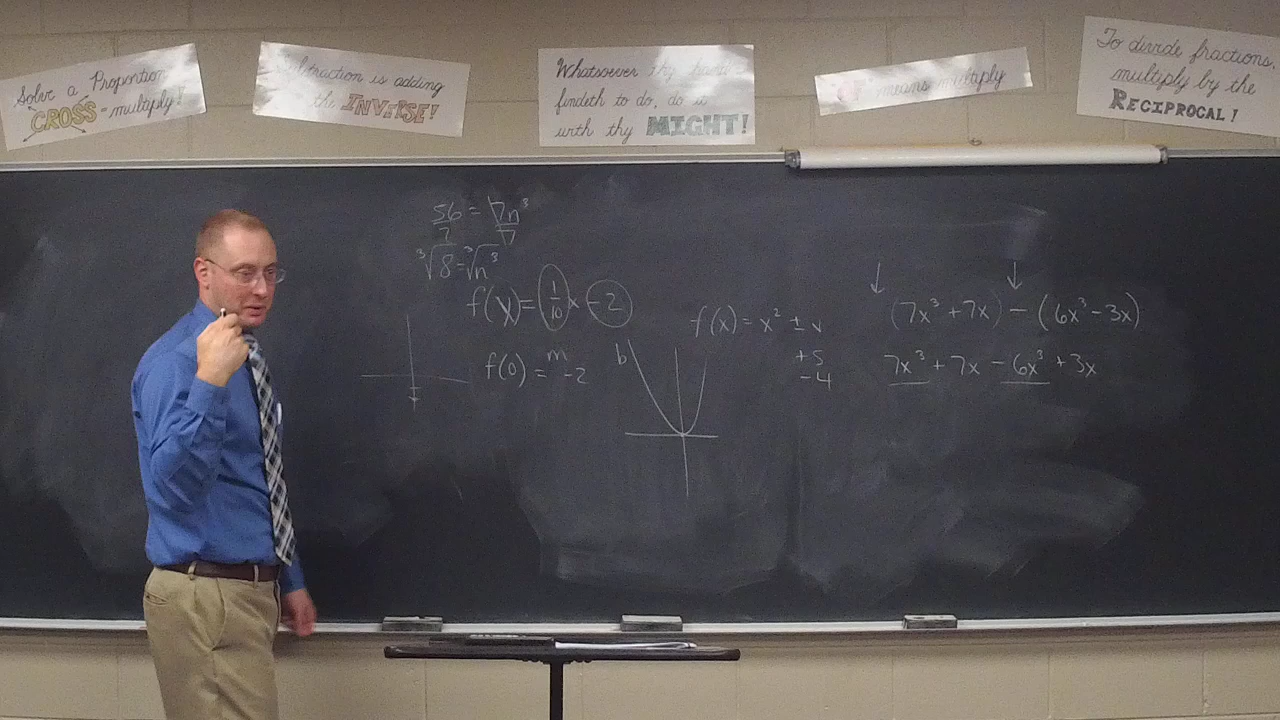 Solve a Proportion
CROSS-multiply!
Subtraction is adding
the INVERSE!
Whatsoever thy hand
findeth to do, do it
with thy MIGHT!
means multiply
To divide fractions,
multiply by the
RECIPROCAL!
56/7 = 7n³/7
³√8 = ³√n³
f(x) = 1/10 x - 2
m
f(0) = -2
b
f(x) = x² ±
+5
-4
(7x³ + 7x) - (6x³ - 3x)
7x³ + 7x - 6x³ + 3x